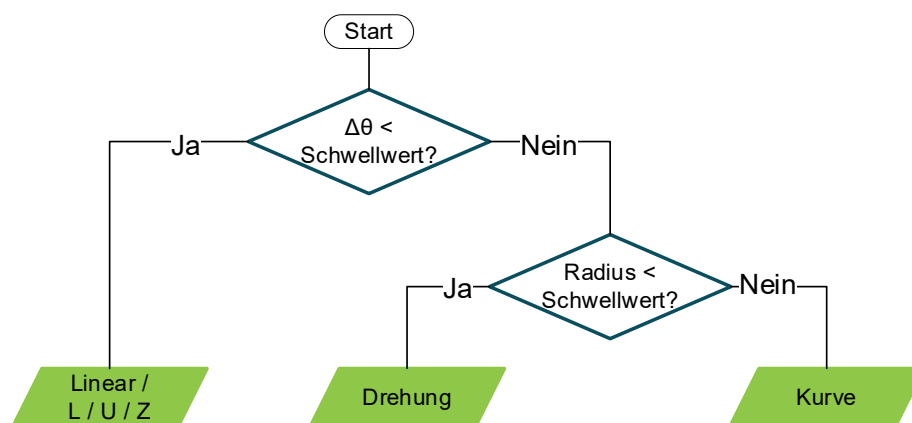 Start
Δθ <
Schwellwert?
Ja
Nein
Radius <
Schwellwert?
Ja
Nein
Linear /
L / U / Z
Drehung
Kurve